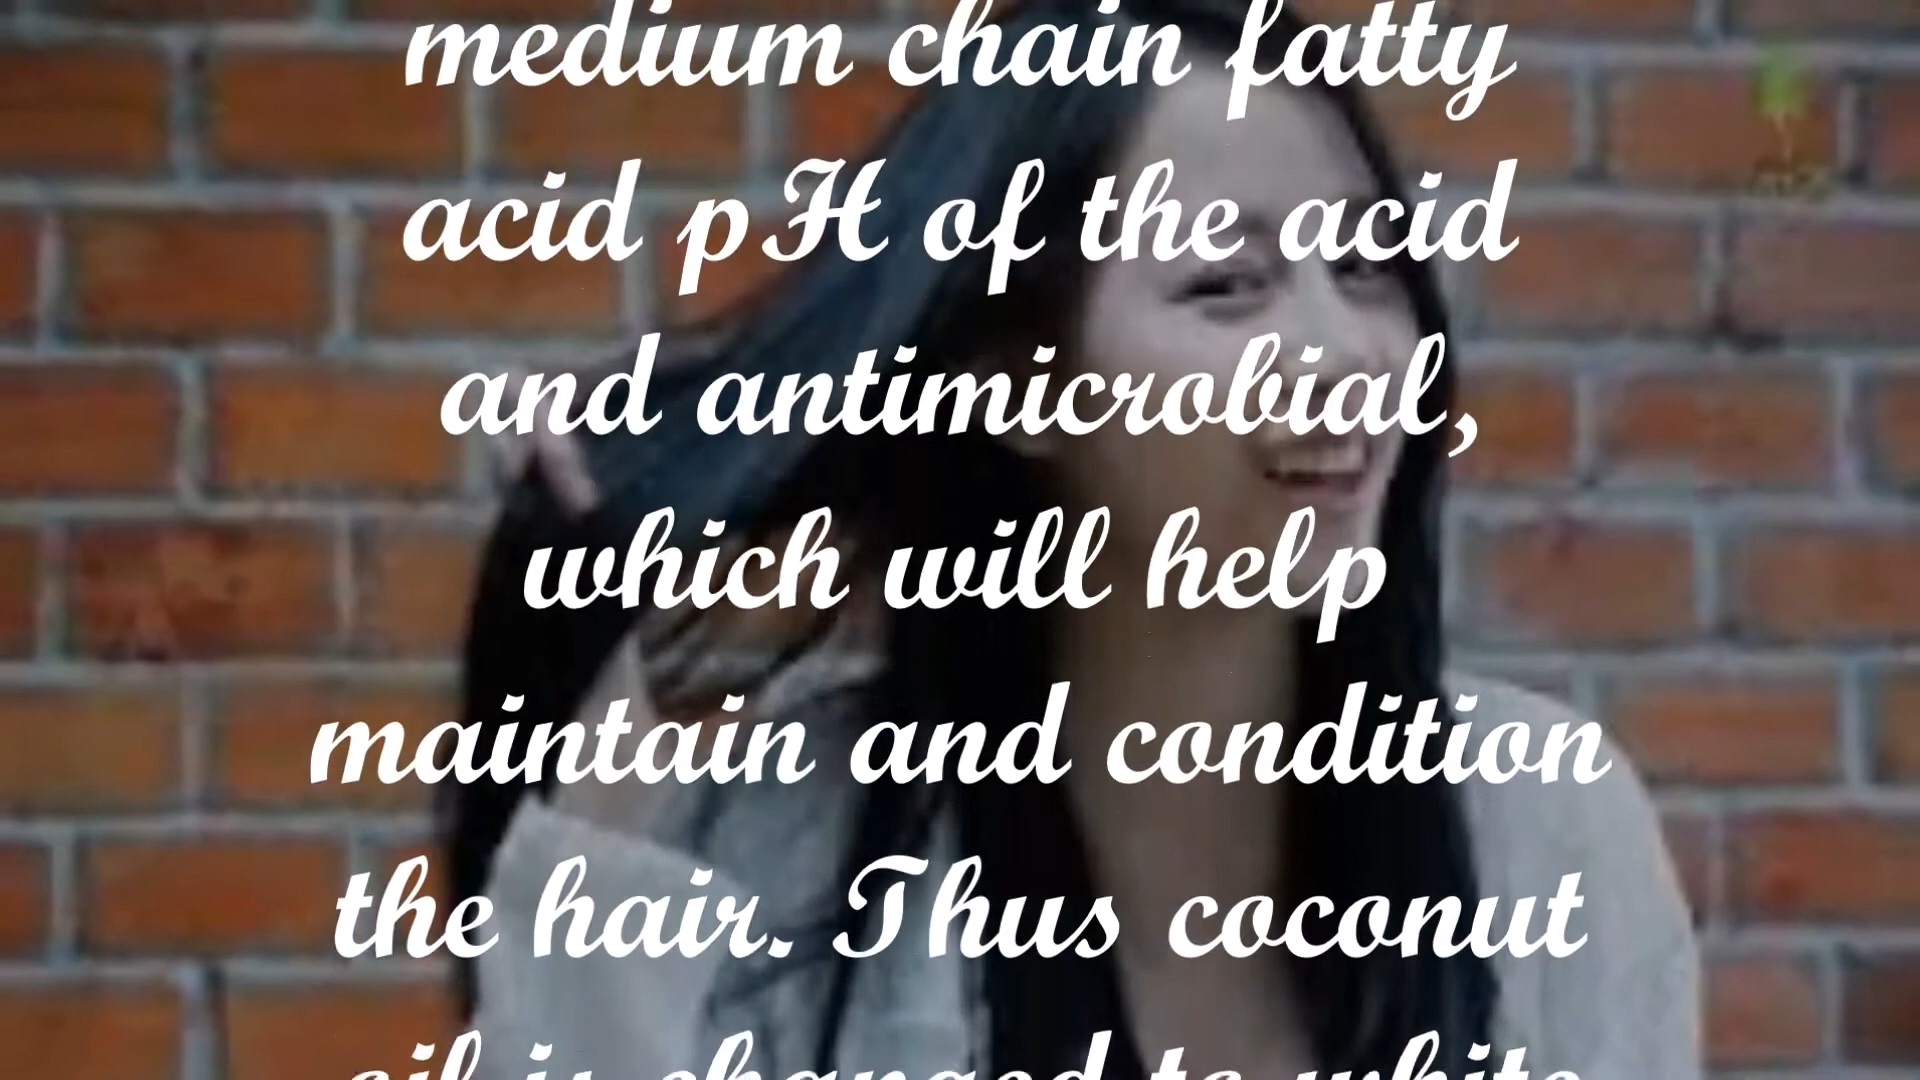 medium chain fatty
acid pH of the acid
and antimicrobial,
which will help
maintain and condition
the hair. Thus coconut
oil is changed to white